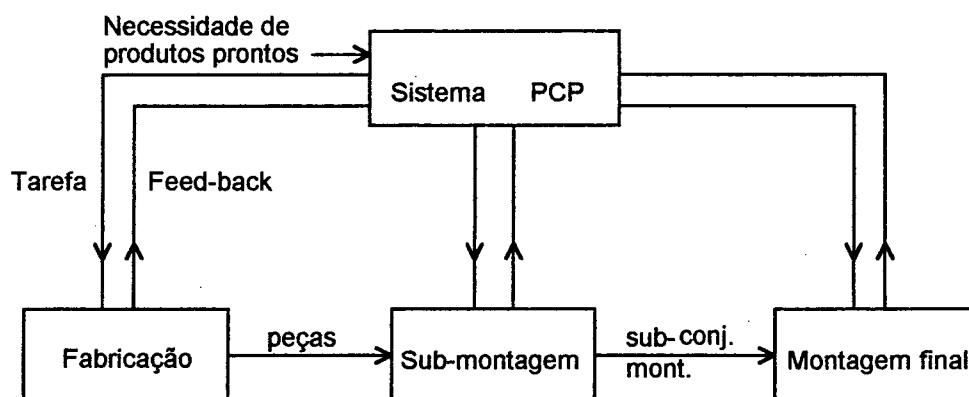 Necessidade de
produtos prontos
Sistema PCP
Tarefa
Feed-back
Fabricação
peças
Sub-montagem
sub-conj.
mont.
Montagem final